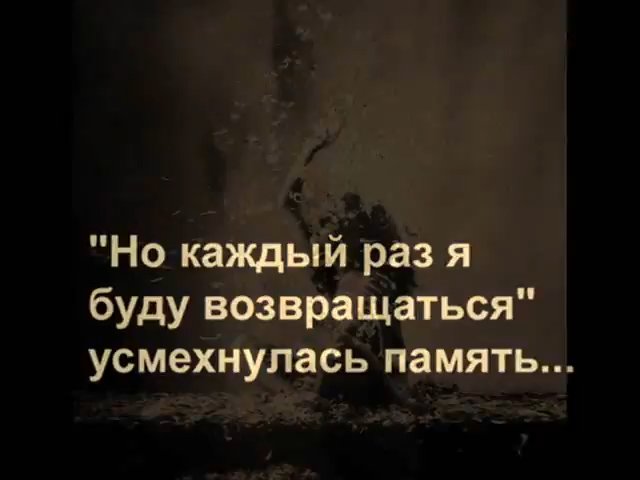 "Но каждый раз я
буду возвращаться"
усмехнулась память...